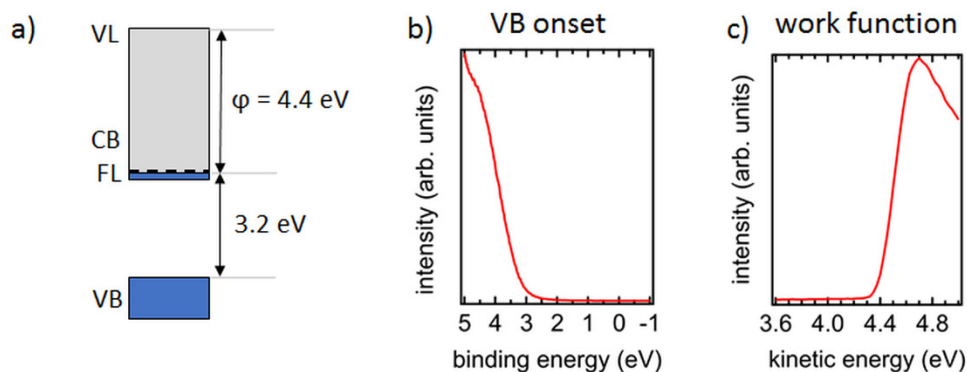 a)
VL
φ = 4.4 eV
CB
FL
3.2 eV
VB
b)
VB onset
intensity (arb. units)
5 4 3 2 1 0 -1
binding energy (eV)
c)
work function
intensity (arb. units)
3.6 4.0 4.4 4.8
kinetic energy (eV)